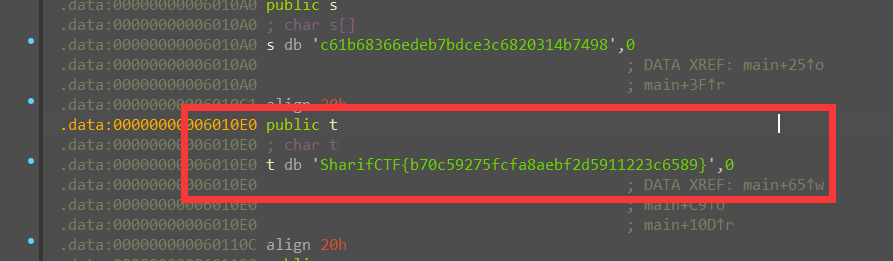 .data:00000000006010A0 public s
.data:00000000006010A0 ; char s[]
.data:00000000006010A0 s db 'c61b68366edeb7bdce3c6820314b7498',0
.data:00000000006010A0 ; DATA XREF: main+25↑o
.data:00000000006010A0 ; main+3F↑r
.data:00000000006010C1 align 20h
.data:00000000006010E0 public t
.data:00000000006010E0 ; char t
.data:00000000006010E0 t db 'SharifCTF{b70c59275fcfa8aebf2d5911223c6589}',0
.data:00000000006010E0 ; DATA XREF: main+65↑w
.data:00000000006010E0 ; main+C9↑o
.data:00000000006010E0 ; main+10D↑r
.data:000000000060110C align 20h